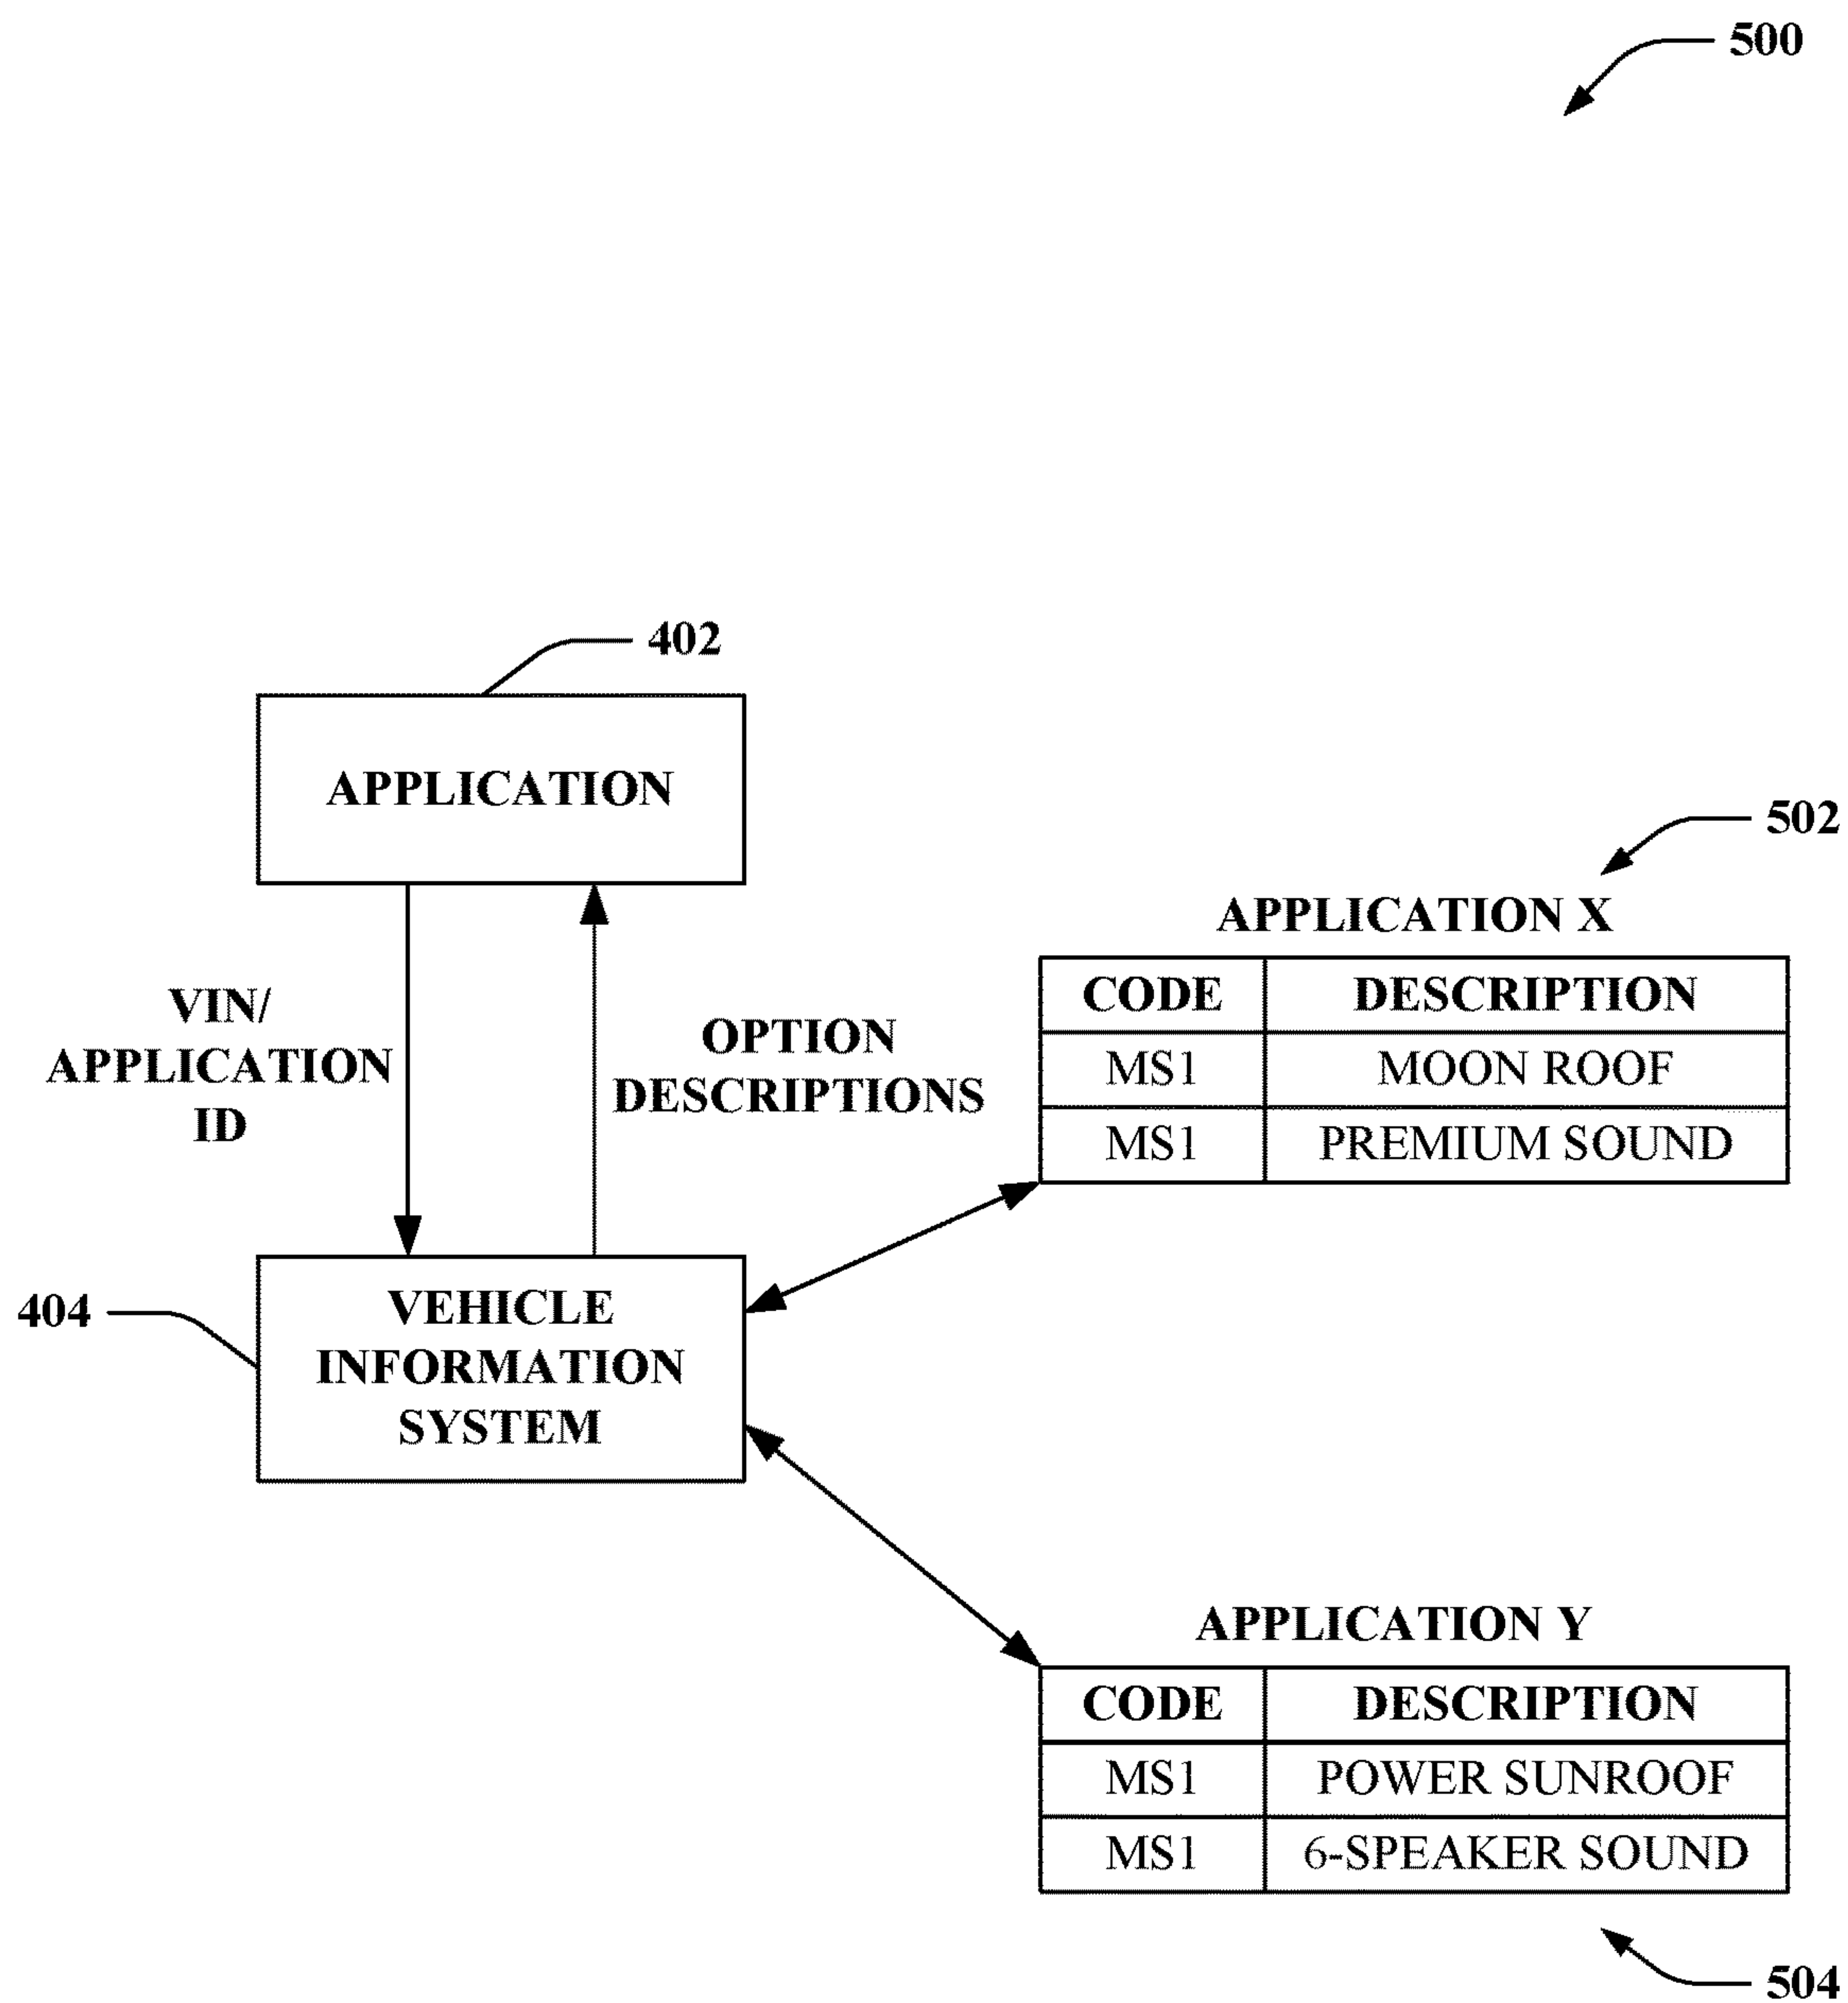 500
402
APPLICATION
502
APPLICATION X
CODE DESCRIPTION
MS1 MOON ROOF
MS1 PREMIUM SOUND
VIN/
APPLICATION
ID
OPTION
DESCRIPTIONS
404
VEHICLE
INFORMATION
SYSTEM
APPLICATION Y
CODE DESCRIPTION
MS1 POWER SUNROOF
MS1 6-SPEAKER SOUND
504